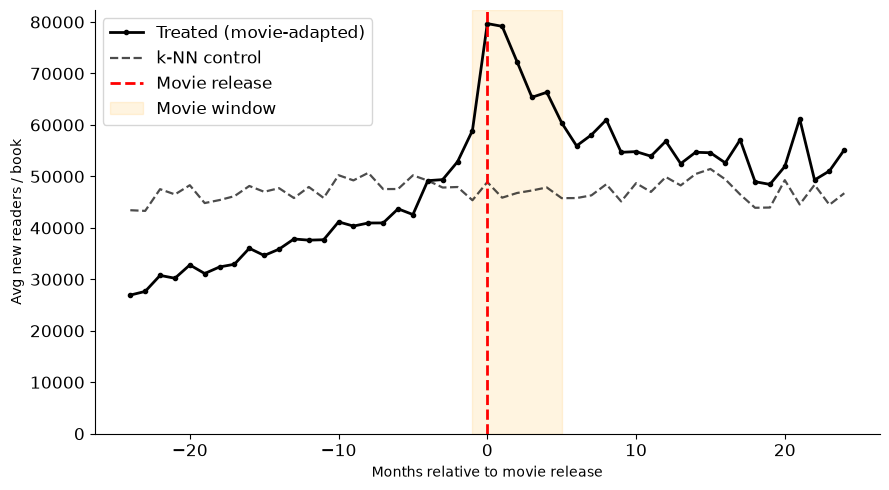 Treated (movie-adapted)
k-NN control
Movie release
Movie window
Avg new readers / book
80000
70000
60000
50000
40000
30000
20000
10000
0
−20
−10
0
10
20
Months relative to movie release